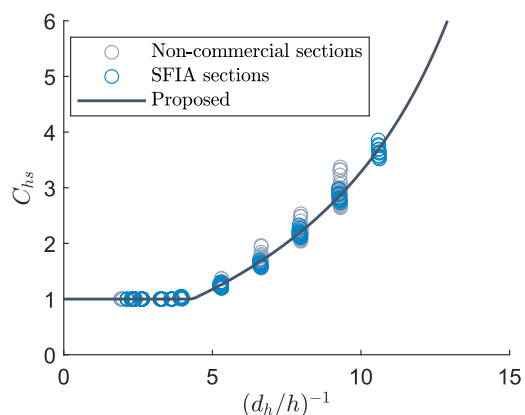 6
5
4
3
2
1
0
C_{hs}
Non-commercial sections
SFIA sections
Proposed
0 5 10 15
(d_h/h)^{-1}